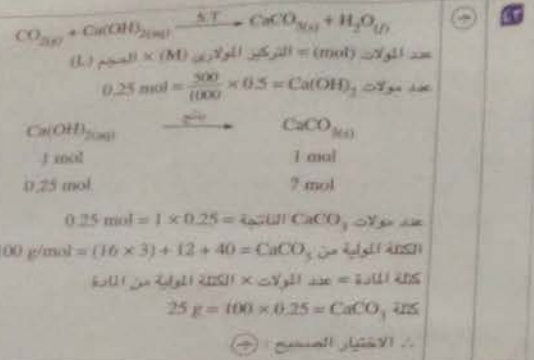 ٤٢ (ج)
CO₂(g) + Ca(OH)₂(aq) —S.T→ CaCO₃(s) + H₂O(l)
عدد المولات (mol) = التركيز المولارى (M) × الحجم (L)
عدد مولات Ca(OH)₂ = 0.5 × 500/1000 = 0.25 mol
Ca(OH)₂(aq) —ينتج→ CaCO₃(s)
1 mol 1 mol
0.25 mol ? mol
عدد مولات CaCO₃ الناتجة = 0.25 × 1 = 0.25 mol
الكتلة المولية من CaCO₃ = 40 + 12 + (3 × 16) = 100 g/mol
كتلة المادة = عدد المولات × الكتلة المولية من المادة
كتلة CaCO₃ = 0.25 × 100 = 25 g
∴ الاختيار الصحيح : (ج)